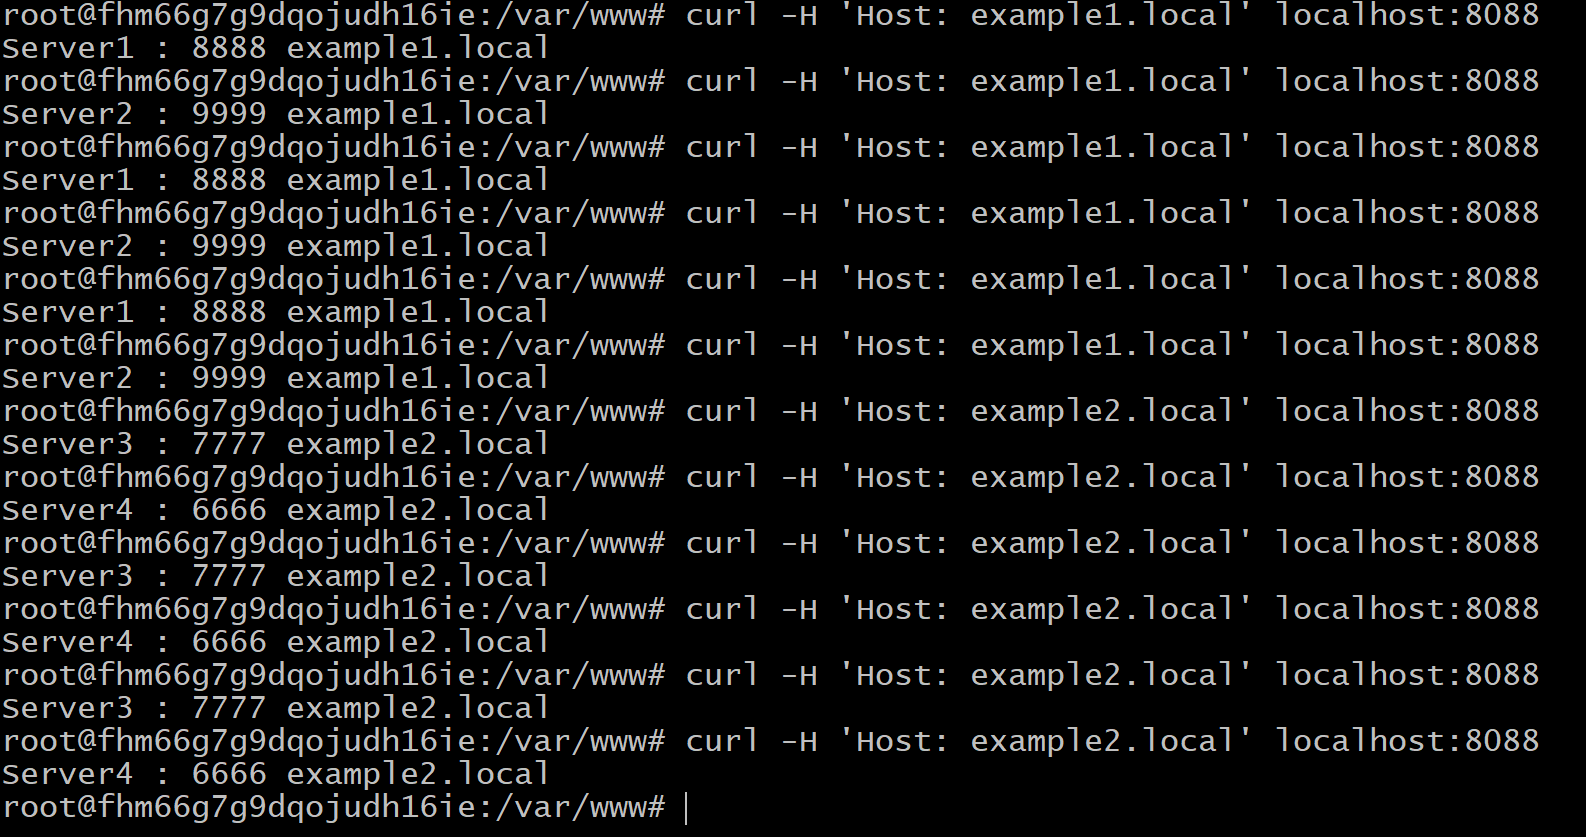 root@fhm66g7g9dqojudh16ie:/var/www# curl -H 'Host: example1.local' localhost:8088
Server1 : 8888 example1.local
root@fhm66g7g9dqojudh16ie:/var/www# curl -H 'Host: example1.local' localhost:8088
Server2 : 9999 example1.local
root@fhm66g7g9dqojudh16ie:/var/www# curl -H 'Host: example1.local' localhost:8088
Server1 : 8888 example1.local
root@fhm66g7g9dqojudh16ie:/var/www# curl -H 'Host: example1.local' localhost:8088
Server2 : 9999 example1.local
root@fhm66g7g9dqojudh16ie:/var/www# curl -H 'Host: example1.local' localhost:8088
Server1 : 8888 example1.local
root@fhm66g7g9dqojudh16ie:/var/www# curl -H 'Host: example1.local' localhost:8088
Server2 : 9999 example1.local
root@fhm66g7g9dqojudh16ie:/var/www# curl -H 'Host: example2.local' localhost:8088
Server3 : 7777 example2.local
root@fhm66g7g9dqojudh16ie:/var/www# curl -H 'Host: example2.local' localhost:8088
Server4 : 6666 example2.local
root@fhm66g7g9dqojudh16ie:/var/www# curl -H 'Host: example2.local' localhost:8088
Server3 : 7777 example2.local
root@fhm66g7g9dqojudh16ie:/var/www# curl -H 'Host: example2.local' localhost:8088
Server4 : 6666 example2.local
root@fhm66g7g9dqojudh16ie:/var/www# curl -H 'Host: example2.local' localhost:8088
Server3 : 7777 example2.local
root@fhm66g7g9dqojudh16ie:/var/www# curl -H 'Host: example2.local' localhost:8088
Server4 : 6666 example2.local
root@fhm66g7g9dqojudh16ie:/var/www#